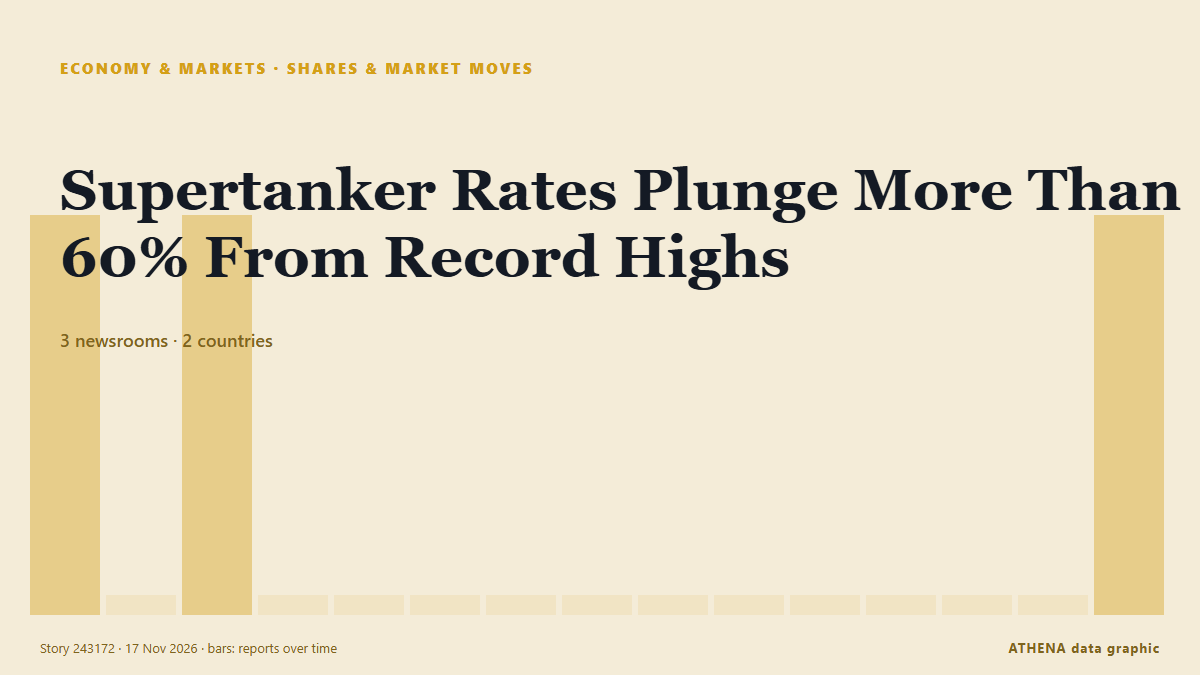 ECONOMY & MARKETS · SHARES & MARKET MOVES
Supertanker Rates Plunge More Than
60% From Record Highs
3 newsrooms · 2 countries
Story 243172 · 17 Nov 2026 · bars: reports over time
ATHENA data graphic